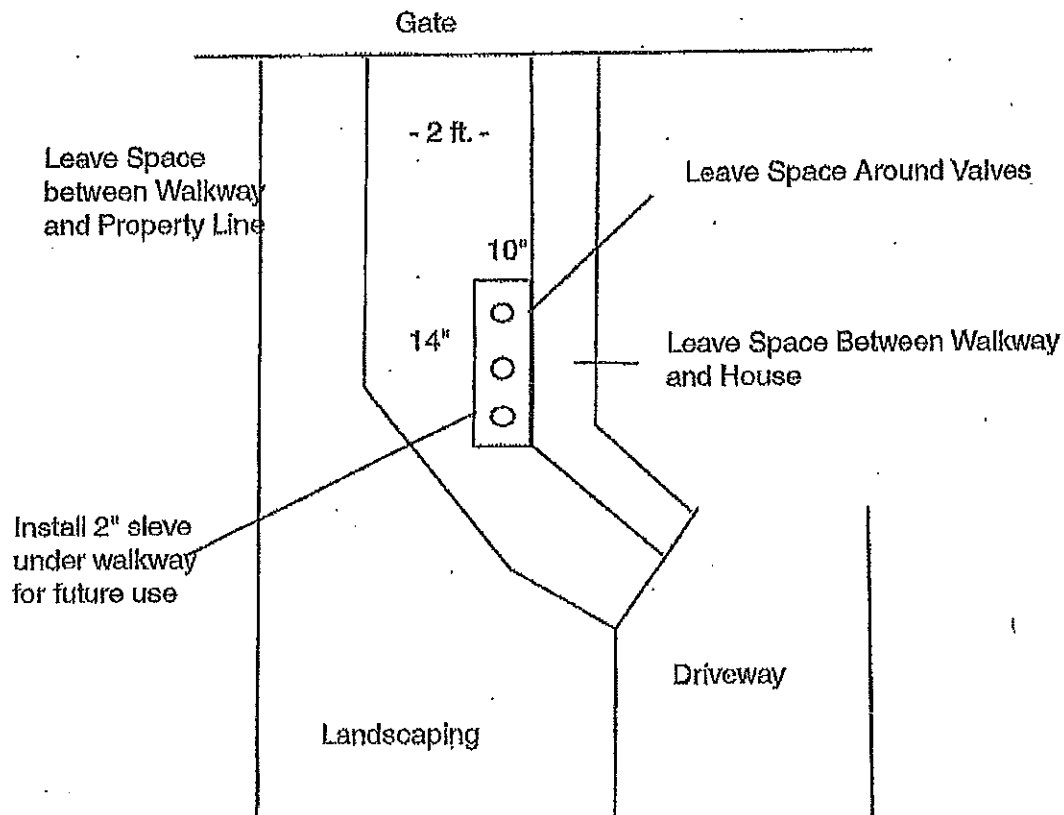 Gate
- 2 ft. -
Leave Space
between Walkway
and Property Line
Leave Space Around Valves
10"
14"
Leave Space Between Walkway
and House
Install 2" sleve
under walkway
for future use
Driveway
Landscaping